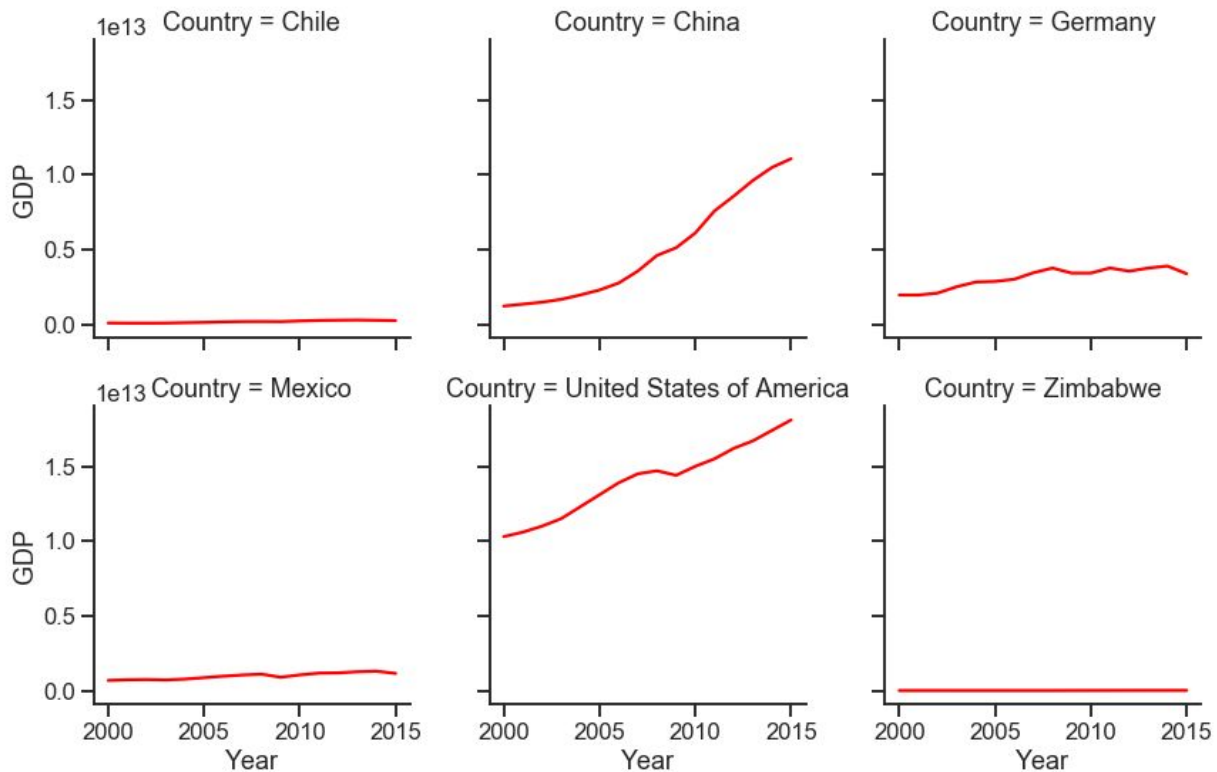 1e13 Country = Chile
Country = China
Country = Germany
GDP
1.5
1.0
0.5
0.0
2000 2005 2010 2015
Year
1e13 Country = Mexico
Country = United States of America
Country = Zimbabwe
GDP
1.5
1.0
0.5
0.0
2000 2005 2010 2015
Year
2000 2005 2010 2015
Year